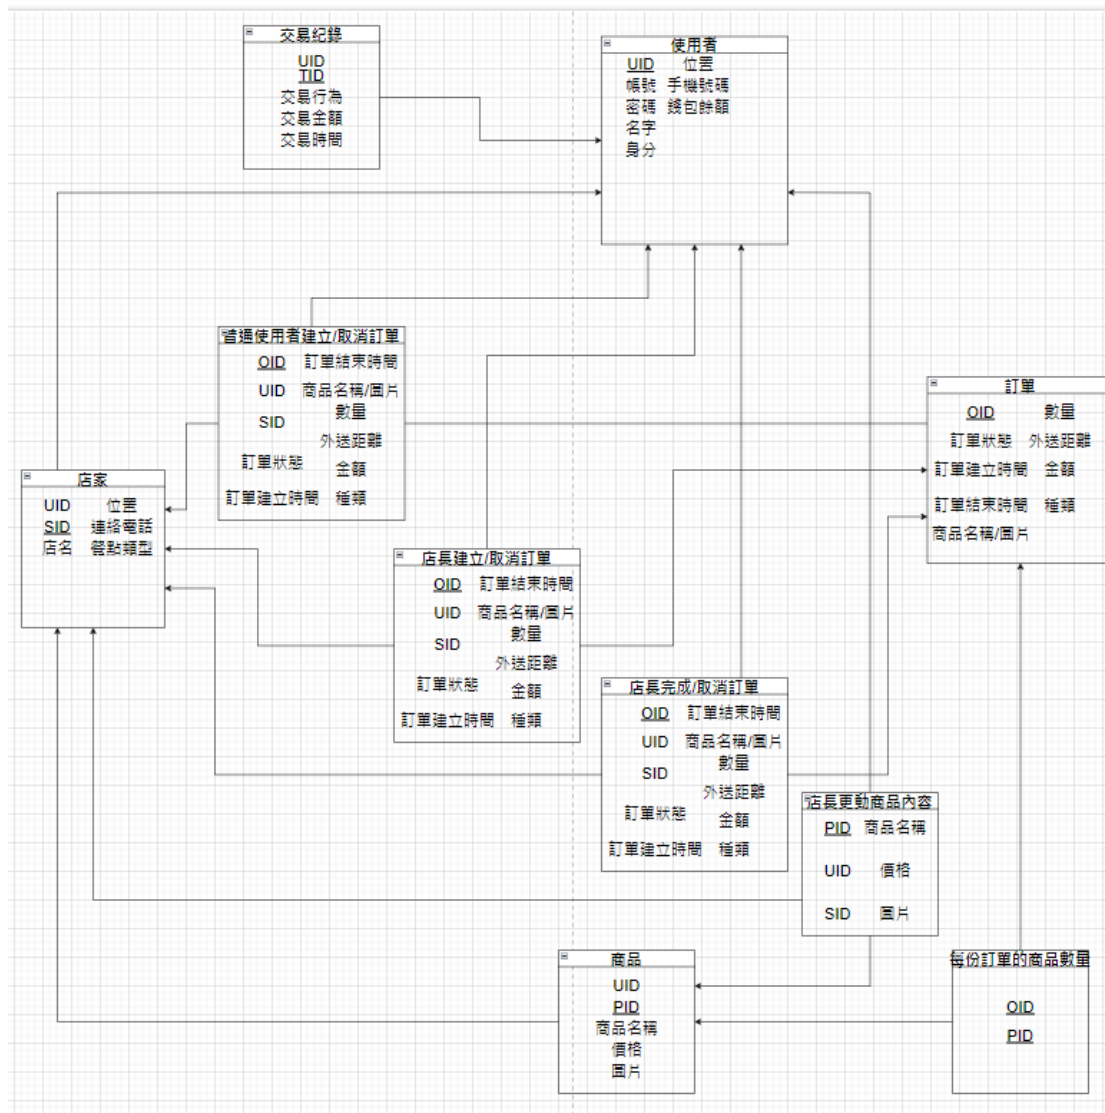 交易紀錄
UID
TID
交易行為
交易金額
交易時間
使用者
UID 位置
帳號 手機號碼
密碼 錢包餘額
名字
身分
普通使用者建立/取消訂單
OID 訂單結束時間
UID 商品名稱/圖片
SID 數量
外送距離
訂單狀態 金額
訂單建立時間 種類
訂單
OID 數量
訂單狀態 外送距離
訂單建立時間 金額
訂單結束時間 種類
商品名稱/圖片
店家
UID 位置
SID 連絡電話
店名 餐點類型
店長建立/取消訂單
OID 訂單結束時間
UID 商品名稱/圖片
SID 數量
外送距離
訂單狀態 金額
訂單建立時間 種類
店長完成/取消訂單
OID 訂單結束時間
UID 商品名稱/圖片
SID 數量
外送距離
訂單狀態 金額
訂單建立時間 種類
店長更動商品內容
PID 商品名稱
UID 價格
SID 圖片
商品
UID
PID
商品名稱
價格
圖片
每份訂單的商品數量
OID
PID